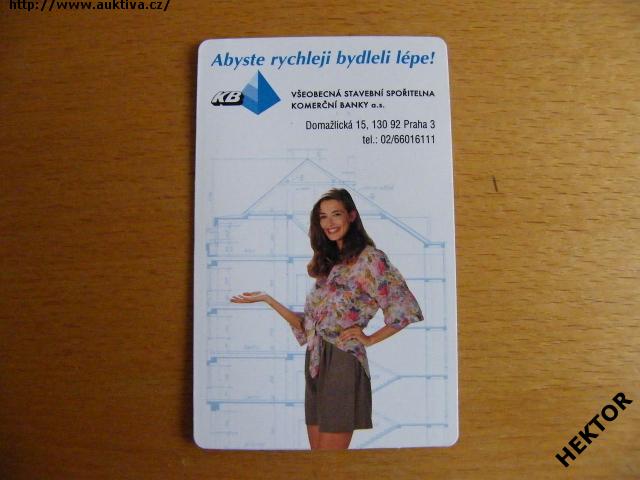 http://www.auktiva.cz/
Abyste rychleji bydleli lépe!
KB
VŠEOBECNÁ STAVEBNÍ SPOŘITELNA
KOMERČNÍ BANKY a.s.
Domažlická 15, 130 92 Praha 3
tel.: 02/66016111
HEKTOR